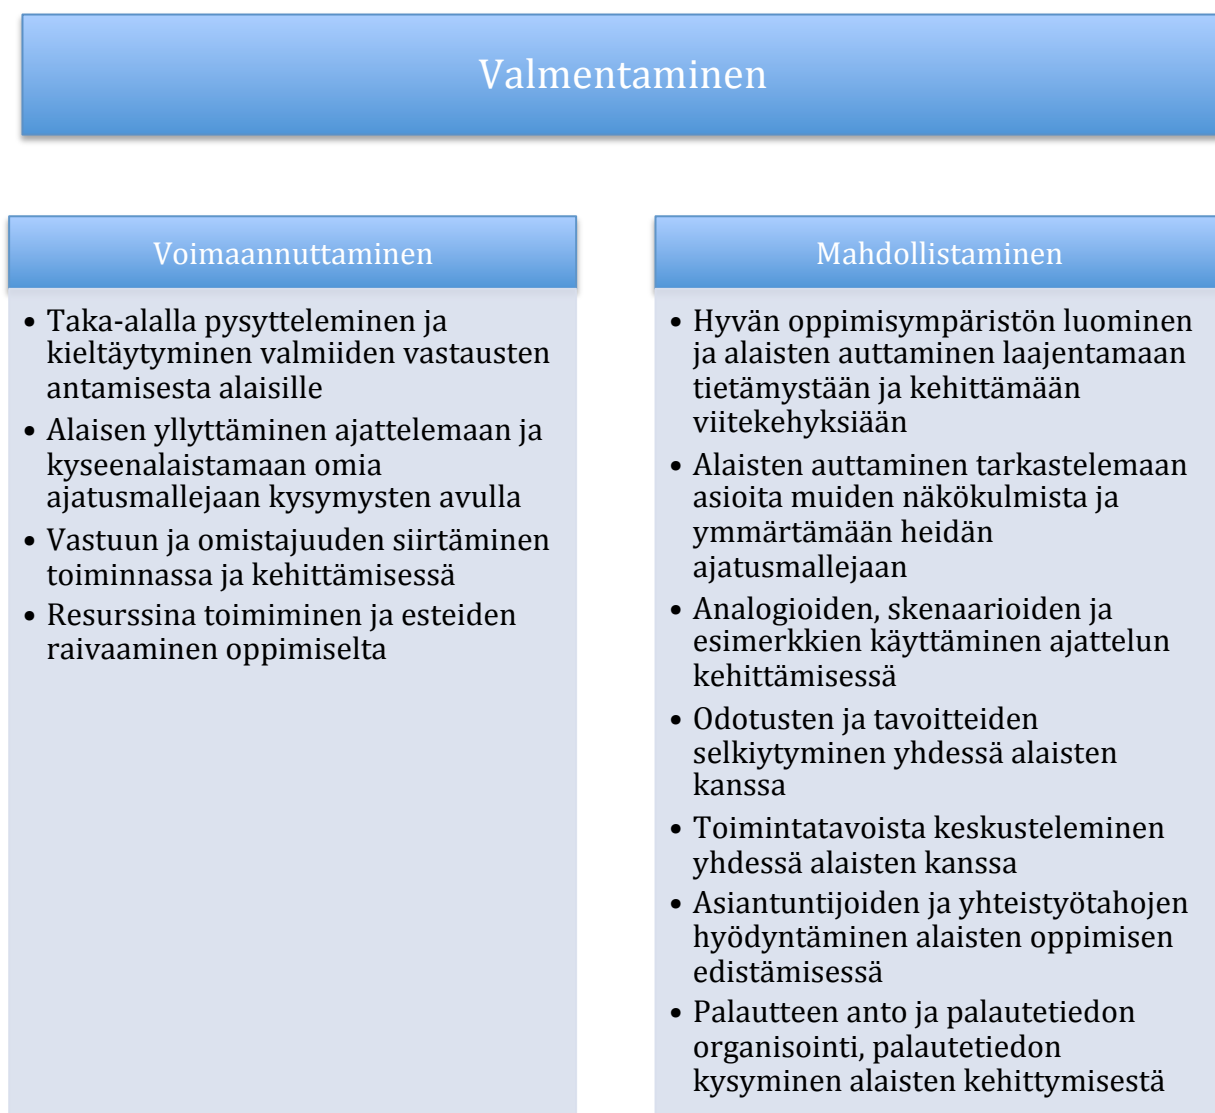 Valmentaminen
Voimaannuttaminen
• Taka-alalla pysytteleminen ja
kieltäytyminen valmiiden vastausten
antamisesta alaisille
• Alaisen yllyttäminen ajattelemaan ja
kyseenalaistamaan omia
ajatusmallejaan kysymysten avulla
• Vastuun ja omistajuuden siirtäminen
toiminnassa ja kehittämisessä
• Resurssina toimiminen ja esteiden
raivaaminen oppimiselta
Mahdollistaminen
• Hyvän oppimisympäristön luominen
ja alaisten auttaminen laajentamaan
tietämystään ja kehittämään
viitekehyksiään
• Alaisten auttaminen tarkastelemaan
asioita muiden näkökulmista ja
ymmärtämään heidän
ajatusmallejaan
• Analogioiden, skenaarioiden ja
esimerkkien käyttäminen ajattelun
kehittämisessä
• Odotusten ja tavoitteiden
selkiytyminen yhdessä alaisten
kanssa
• Toimintatavoista keskusteleminen
yhdessä alaisten kanssa
• Asiantuntijoiden ja yhteistyötahojen
hyödyntäminen alaisten oppimisen
edistämisessä
• Palautteen anto ja palautetiedon
organisointi, palautetiedon
kysyminen alaisten kehittymisestä